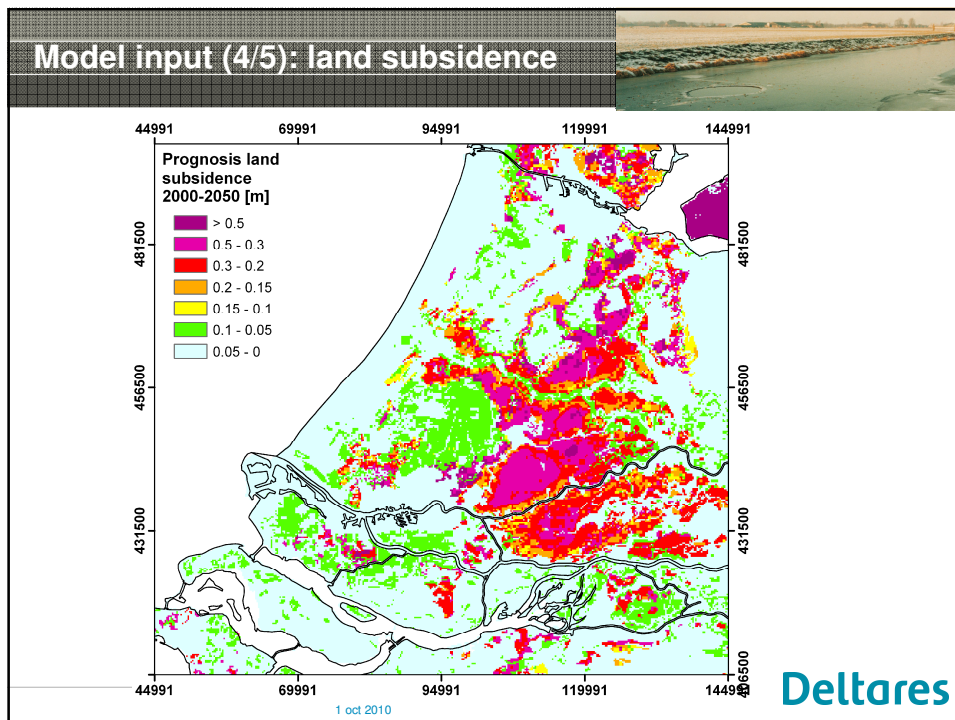 Model input (4/5): land subsidence
44991 69991 94991 119991 144991
Prognosis land
subsidence
2000-2050 [m]
> 0.5
0.5 - 0.3
0.3 - 0.2
0.2 - 0.15
0.15 - 0.1
0.1 - 0.05
0.05 - 0
481500 481500
456500 456500
431500 431500
406500
44991 69991 94991 119991 144991
1 oct 2010
Deltares